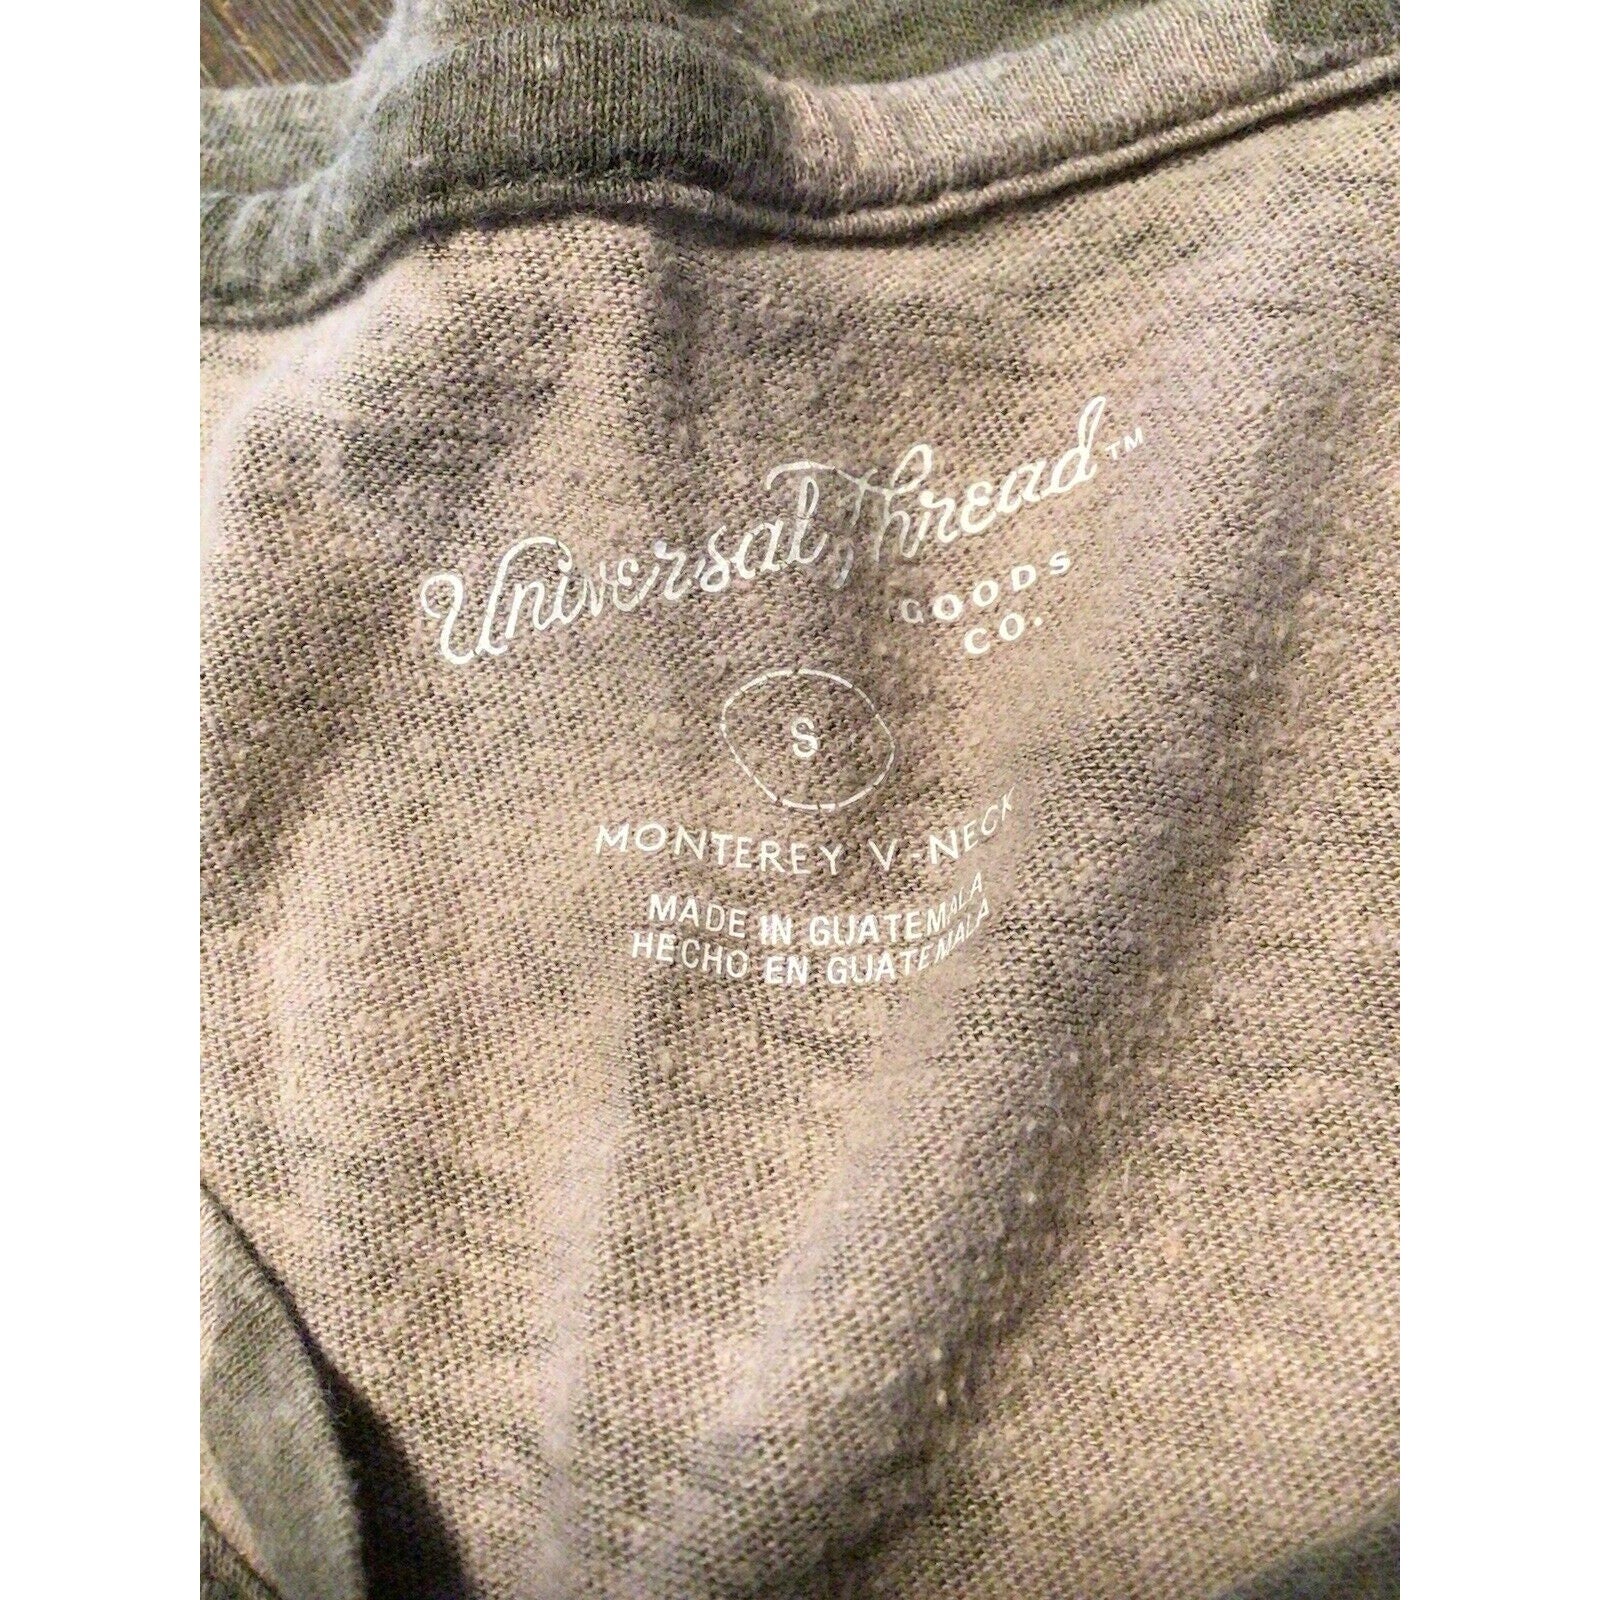 Universal Thread™
GOODS
CO.
S
MONTEREY V-NECK
MADE IN GUATEMALA
HECHO EN GUATEMALA